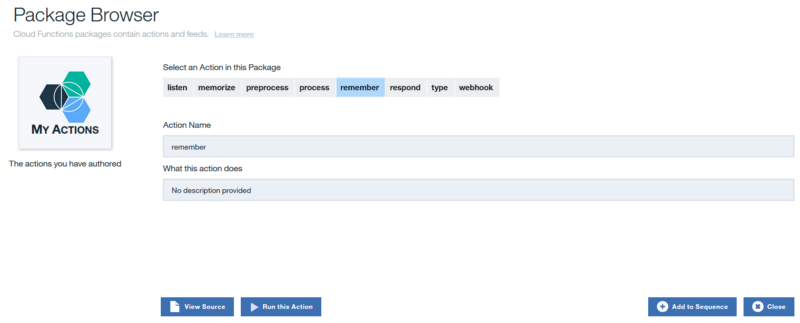 Package Browser
Cloud Functions packages contain actions and feeds. Learn more
MY ACTIONS
The actions you have authored
Select an Action in this Package
listen memorize preprocess process remember respond type webhook
Action Name
remember
What this action does
No description provided
View Source Run this Action Add to Sequence Close